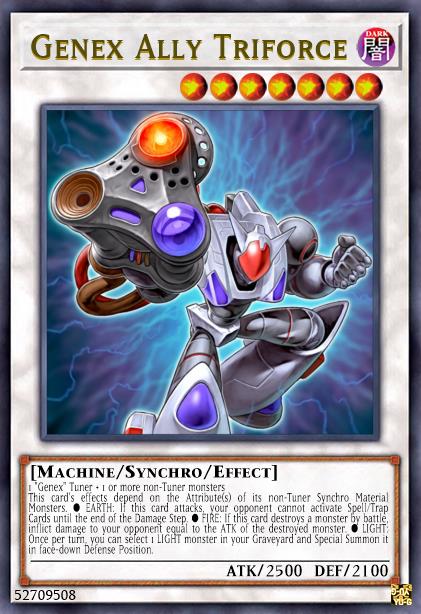 GENEX ALLY TRIFORCE
DARK
闇
[MACHINE/SYNCHRO/EFFECT]
1 "Genex" Tuner + 1 or more non-Tuner monsters
This card's effects depend on the Attribute(s) of its non-Tuner Synchro Material
Monsters. ● EARTH: If this card attacks, your opponent cannot activate Spell/Trap
Cards until the end of the Damage Step. ● FIRE: If this card destroys a monster by battle,
inflict damage to your opponent equal to the ATK of the destroyed monster. ● LIGHT:
Once per turn, you can select 1 LIGHT monster in your Graveyard and Special Summon it
in face-down Defense Position.
ATK/2500 DEF/2100
52709508